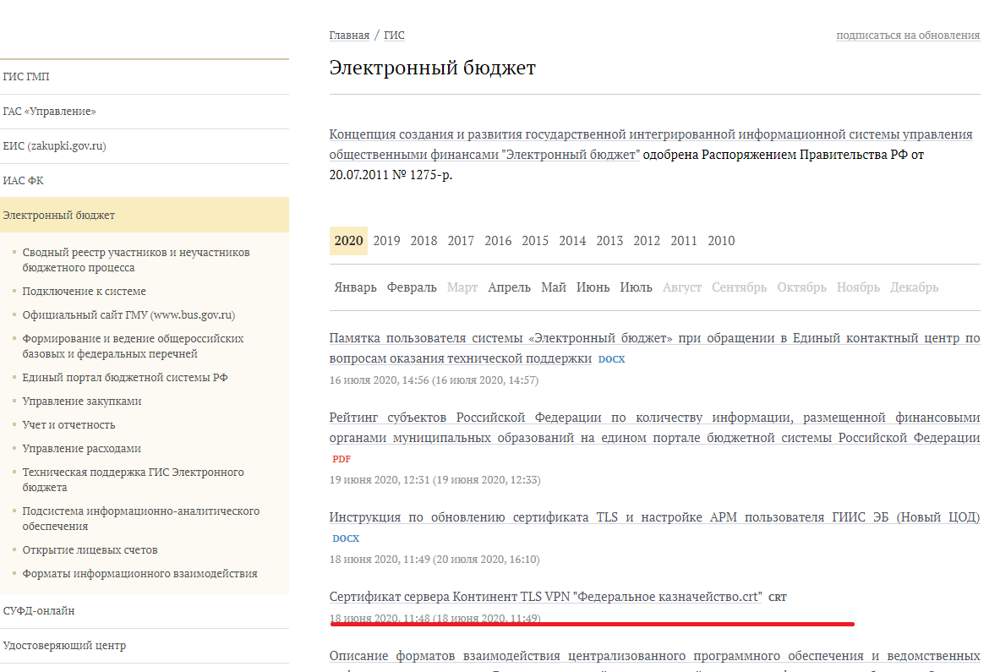 Главная / ГИС
подписаться на обновления
Электронный бюджет
ГИС ГМП
ГАС «Управление»
ЕИС (zakupki.gov.ru)
ИАС ФК
Электронный бюджет
Сводный реестр участников и неучастников
бюджетного процесса
Подключение к системе
Официальный сайт ГМУ (www.bus.gov.ru)
Формирование и ведение общероссийских
базовых и федеральных перечней
Единый портал бюджетной системы РФ
Управление закупками
Учет и отчетность
Управление расходами
Техническая поддержка ГИС Электронного
бюджета
Подсистема информационно-аналитического
обеспечения
Открытие лицевых счетов
Форматы информационного взаимодействия
СУФД-онлайн
Удостоверяющий центр
Концепция создания и развития государственной интегрированной информационной системы управления
общественными финансами "Электронный бюджет" одобрена Распоряжением Правительства РФ от
20.07.2011 № 1275-р.
2020 2019 2018 2017 2016 2015 2014 2013 2012 2011 2010
Январь Февраль Март Апрель Май Июнь Июль Август Сентябрь Октябрь Ноябрь Декабрь
Памятка пользователя системы «Электронный бюджет» при обращении в Единый контактный центр по
вопросам оказания технической поддержки DOCX
16 июля 2020, 14:56 (16 июля 2020, 14:57)
Рейтинг субъектов Российской Федерации по количеству информации, размещенной финансовыми
органами муниципальных образований на едином портале бюджетной системы Российской Федерации
PDF
19 июня 2020, 12:31 (19 июня 2020, 12:33)
Инструкция по обновлению сертификата TLS и настройке АРМ пользователя ГИИС ЭБ (Новый ЦОД)
DOCX
18 июня 2020, 11:49 (20 июля 2020, 16:10)
Сертификат сервера Континент TLS VPN "Федеральное казначейство.crt" CRT
18 июня 2020, 11:48 (18 июня 2020, 11:49)
Описание форматов взаимодействия централизованного программного обеспечения и ведомственных